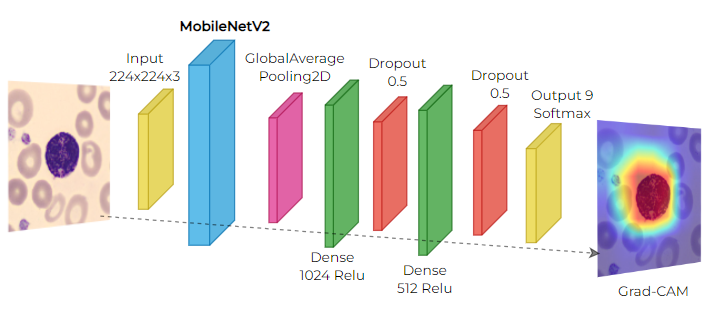 MobileNetV2
Input
224x224x3
GlobalAverage
Pooling2D
Dropout
0.5
Dropout
0.5
Output 9
Softmax
Dense
1024 Relu
Dense
512 Relu
Grad-CAM